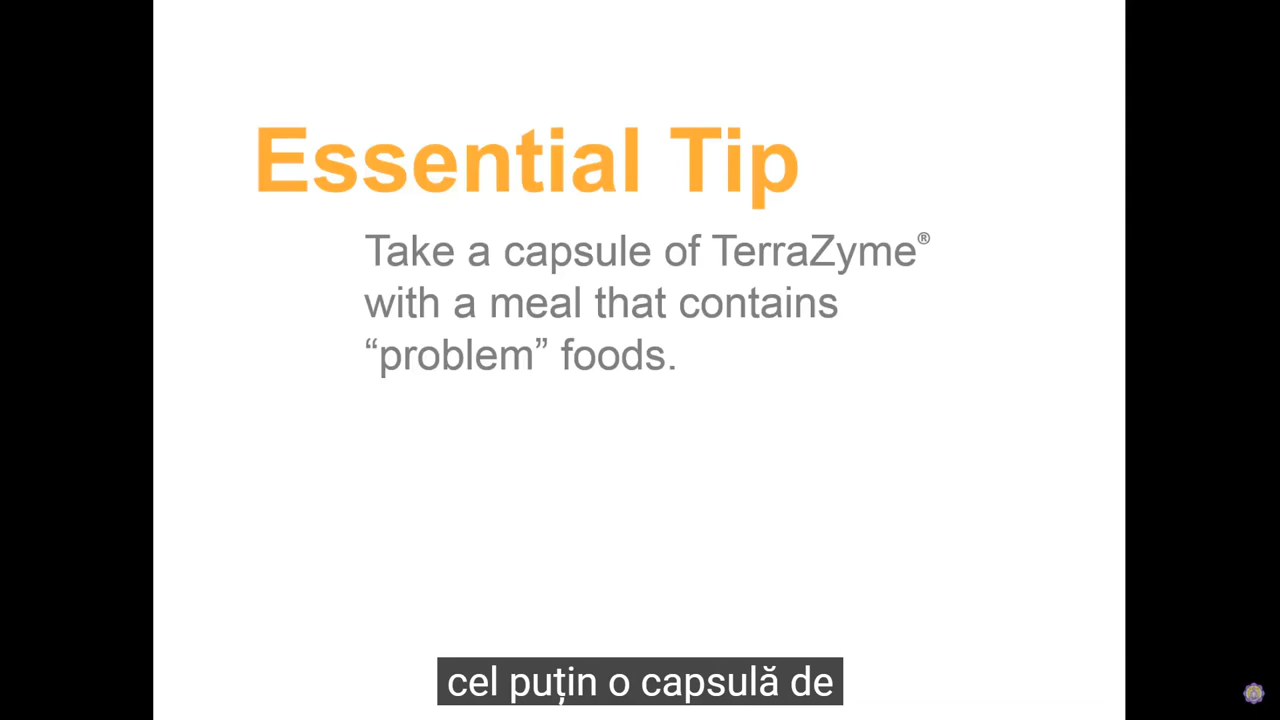 Essential Tip
Take a capsule of TerraZyme®
with a meal that contains
“problem” foods.
cel puțin o capsulă de